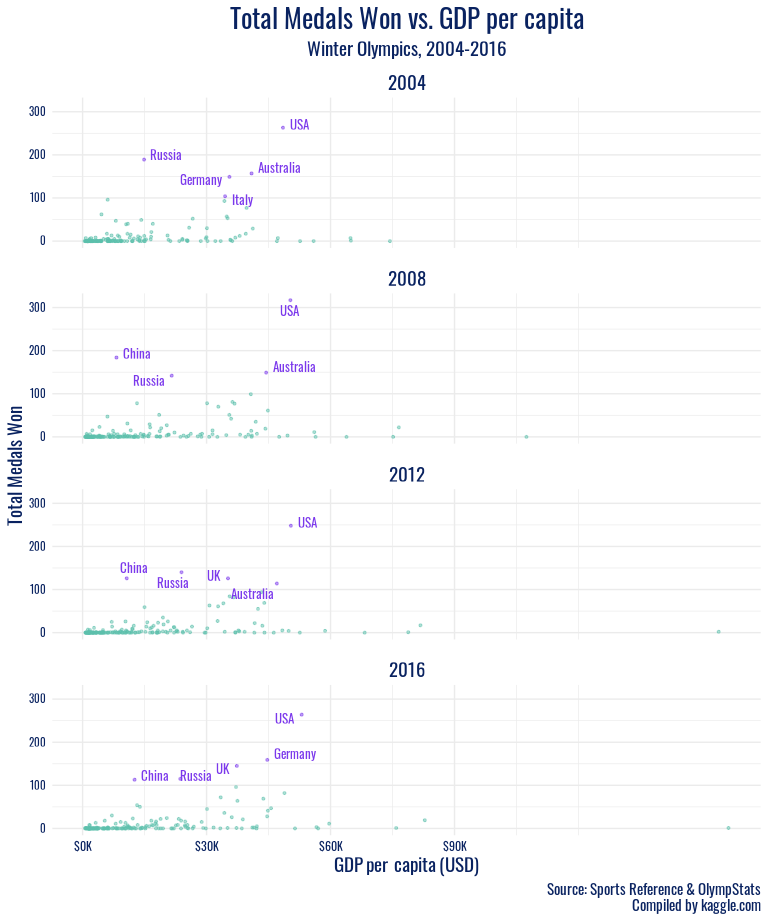 Total Medals Won vs. GDP per capita
Winter Olympics, 2004-2016
2004
300
200
100
0
USA
Russia
Australia
Germany
Italy
2008
300
200
100
0
USA
China
Australia
Russia
Total Medals Won
2012
300
200
100
0
USA
China
UK
Russia
Australia
2016
300
200
100
0
USA
Germany
UK
China
Russia
$0K
$30K
$60K
$90K
GDP per capita (USD)
Source: Sports Reference & OlympStats
Compiled by kaggle.com